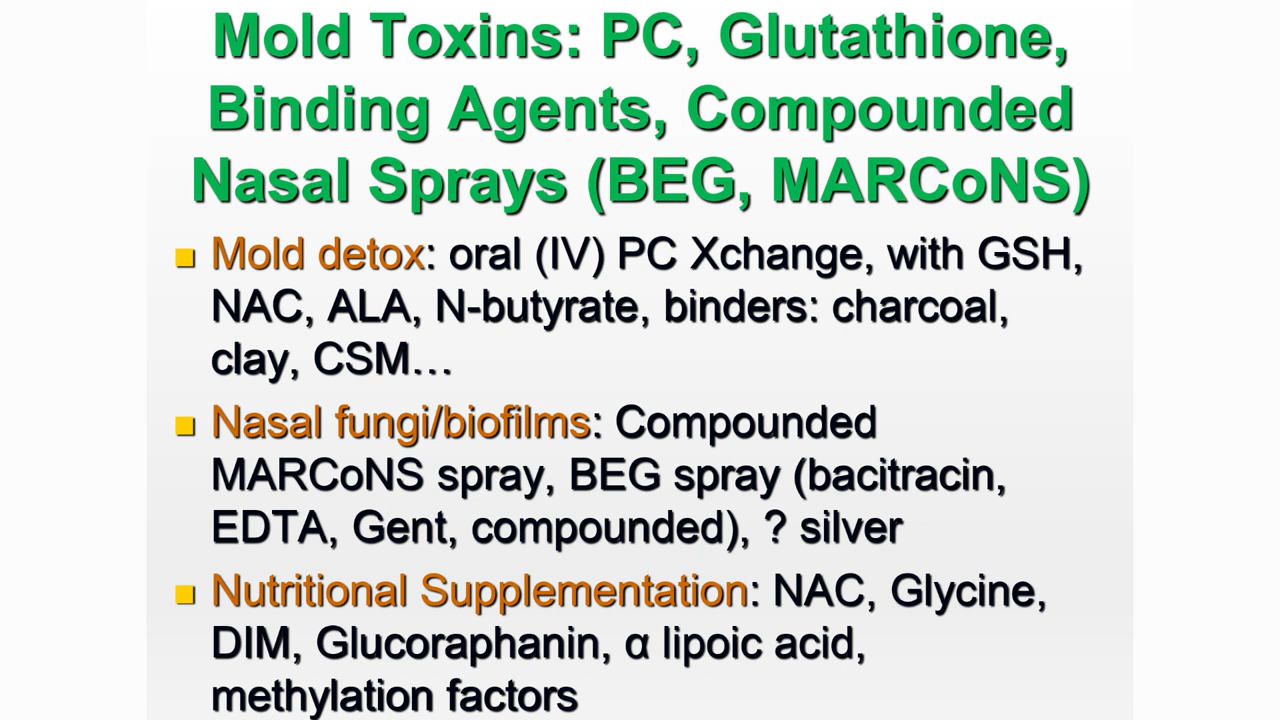 Mold Toxins: PC, Glutathione,
Binding Agents, Compounded
Nasal Sprays (BEG, MARCoNS)
Mold detox: oral (IV) PC Xchange, with GSH,
NAC, ALA, N-butyrate, binders: charcoal,
clay, CSM…
Nasal fungi/biofilms: Compounded
MARCoNS spray, BEG spray (bacitracin,
EDTA, Gent, compounded), ? silver
Nutritional Supplementation: NAC, Glycine,
DIM, Glucoraphanin, α lipoic acid,
methylation factors